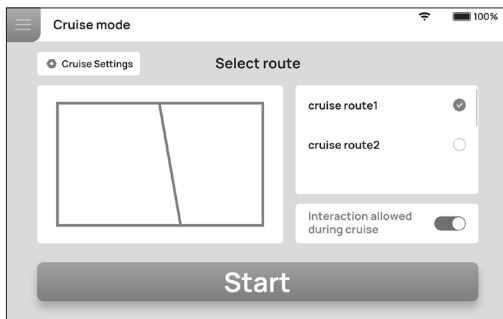 Cruise mode
100%
Cruise Settings
Select route
cruise route1
cruise route2
Interaction allowed
during cruise
Start